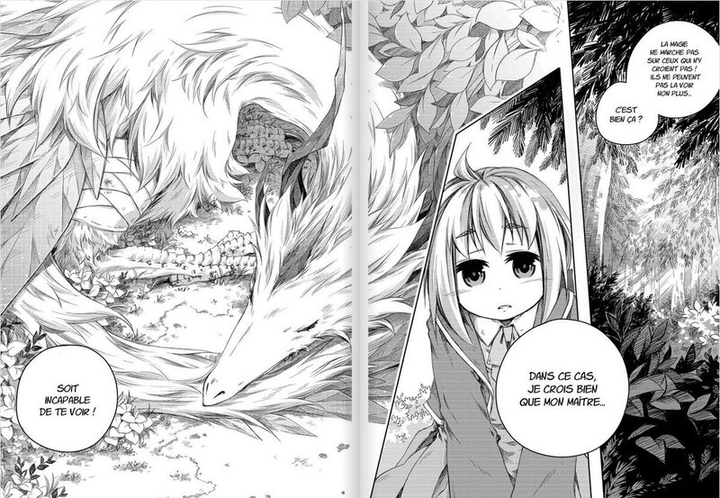 LA MAGIE
NE MARCHE PAS
SUR CEUX QUI N'Y
CROIENT PAS !
ILS NE PEUVENT
PAS LA VOIR
NON PLUS...
C'EST
BIEN ÇA ?
DANS CE CAS,
JE CROIS BIEN
QUE MON MAÎTRE...
SOIT
INCAPABLE
DE TE VOIR !